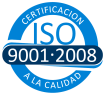 CERTIFICACION
ISO
9001·2008
A LA CALIDAD